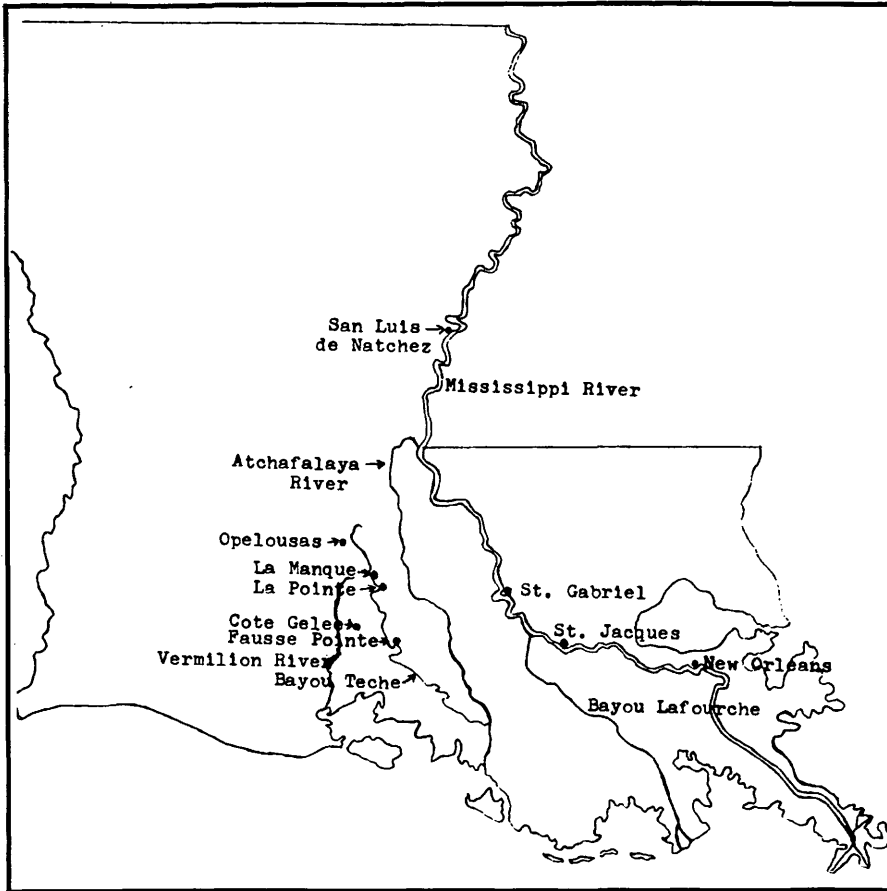 San Luis
de Natchez
Mississippi River
Atchafalaya
River
Opelousas
La Manque
La Pointe
St. Gabriel
Cote Gelee
Fausse Pointe
St. Jacques
Vermilion River
New Orleans
Bayou Teche
Bayou Lafourche